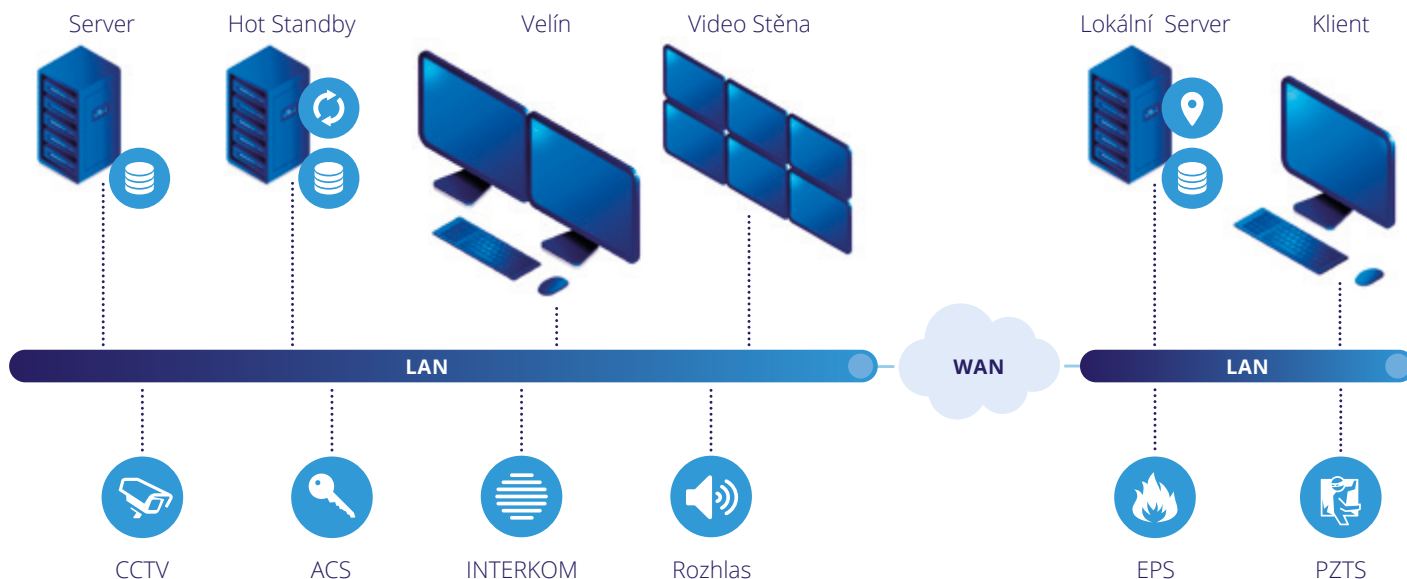 Server
Hot Standby
Velín
Video Stěna
Lokální Server
Klient
LAN
WAN
LAN
CCTV
ACS
INTERKOM
Rozhlas
EPS
PZTS